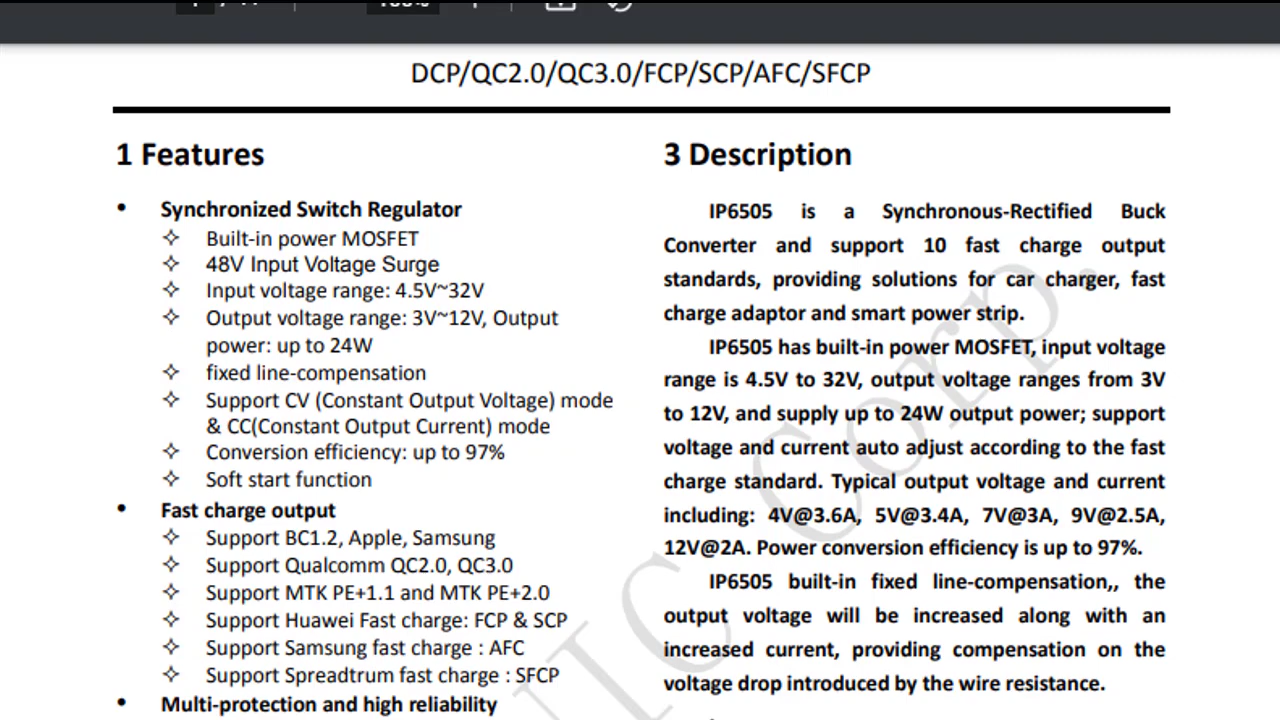 DCP/QC2.0/QC3.0/FCP/SCP/AFC/SFCP
1 Features
• Synchronized Switch Regulator
✧ Built-in power MOSFET
✧ 48V Input Voltage Surge
✧ Input voltage range: 4.5V~32V
✧ Output voltage range: 3V~12V, Output
power: up to 24W
✧ fixed line-compensation
✧ Support CV (Constant Output Voltage) mode
& CC(Constant Output Current) mode
✧ Conversion efficiency: up to 97%
✧ Soft start function
• Fast charge output
✧ Support BC1.2, Apple, Samsung
✧ Support Qualcomm QC2.0, QC3.0
✧ Support MTK PE+1.1 and MTK PE+2.0
✧ Support Huawei Fast charge: FCP & SCP
✧ Support Samsung fast charge : AFC
✧ Support Spreadtrum fast charge : SFCP
• Multi-protection and high reliability
3 Description
IP6505 is a Synchronous-Rectified Buck
Converter and support 10 fast charge output
standards, providing solutions for car charger, fast
charge adaptor and smart power strip.
IP6505 has built-in power MOSFET, input voltage
range is 4.5V to 32V, output voltage ranges from 3V
to 12V, and supply up to 24W output power; support
voltage and current auto adjust according to the fast
charge standard. Typical output voltage and current
including: 4V@3.6A, 5V@3.4A, 7V@3A, 9V@2.5A,
12V@2A. Power conversion efficiency is up to 97%.
IP6505 built-in fixed line-compensation,, the
output voltage will be increased along with an
increased current, providing compensation on the
voltage drop introduced by the wire resistance.
Corp.